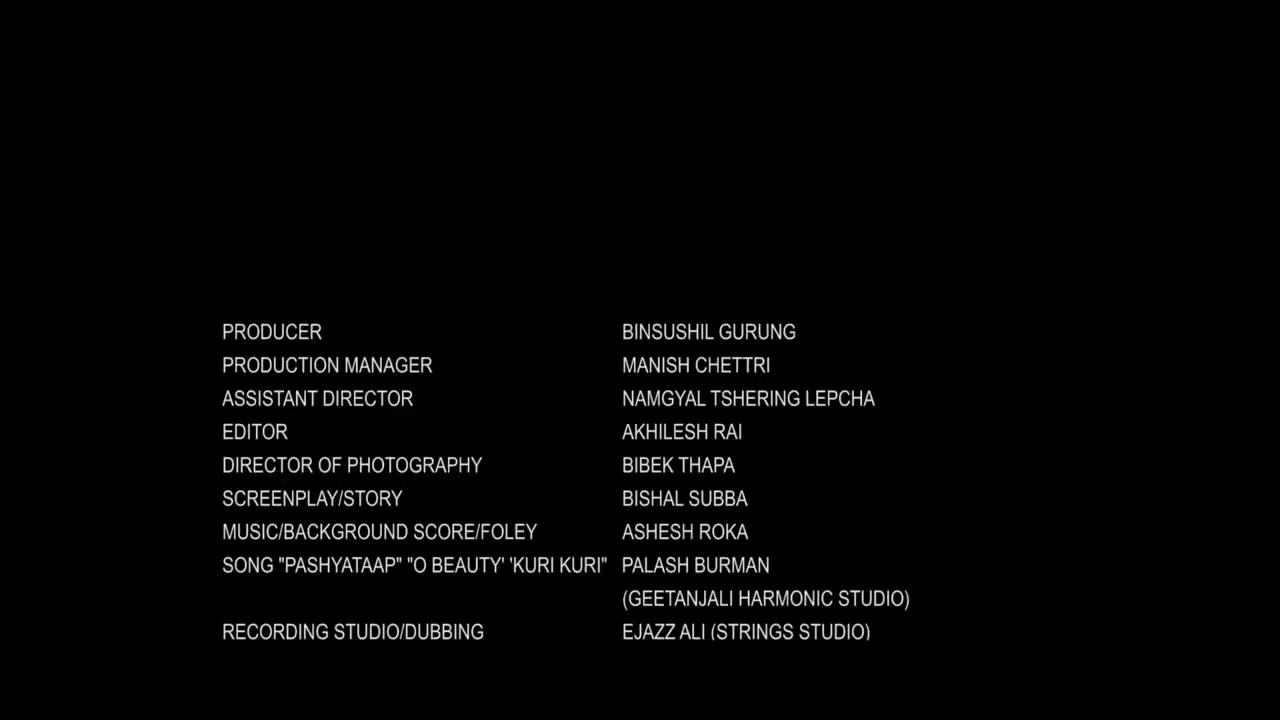 PRODUCER BINSUSHIL GURUNG
PRODUCTION MANAGER MANISH CHETTRI
ASSISTANT DIRECTOR NAMGYAL TSHERING LEPCHA
EDITOR AKHILESH RAI
DIRECTOR OF PHOTOGRAPHY BIBEK THAPA
SCREENPLAY/STORY BISHAL SUBBA
MUSIC/BACKGROUND SCORE/FOLEY ASHESH ROKA
SONG "PASHYATAAP" "O BEAUTY' 'KURI KURI" PALASH BURMAN
(GEETANJALI HARMONIC STUDIO)
RECORDING STUDIO/DUBBING EJAZZ ALI (STRINGS STUDIO)